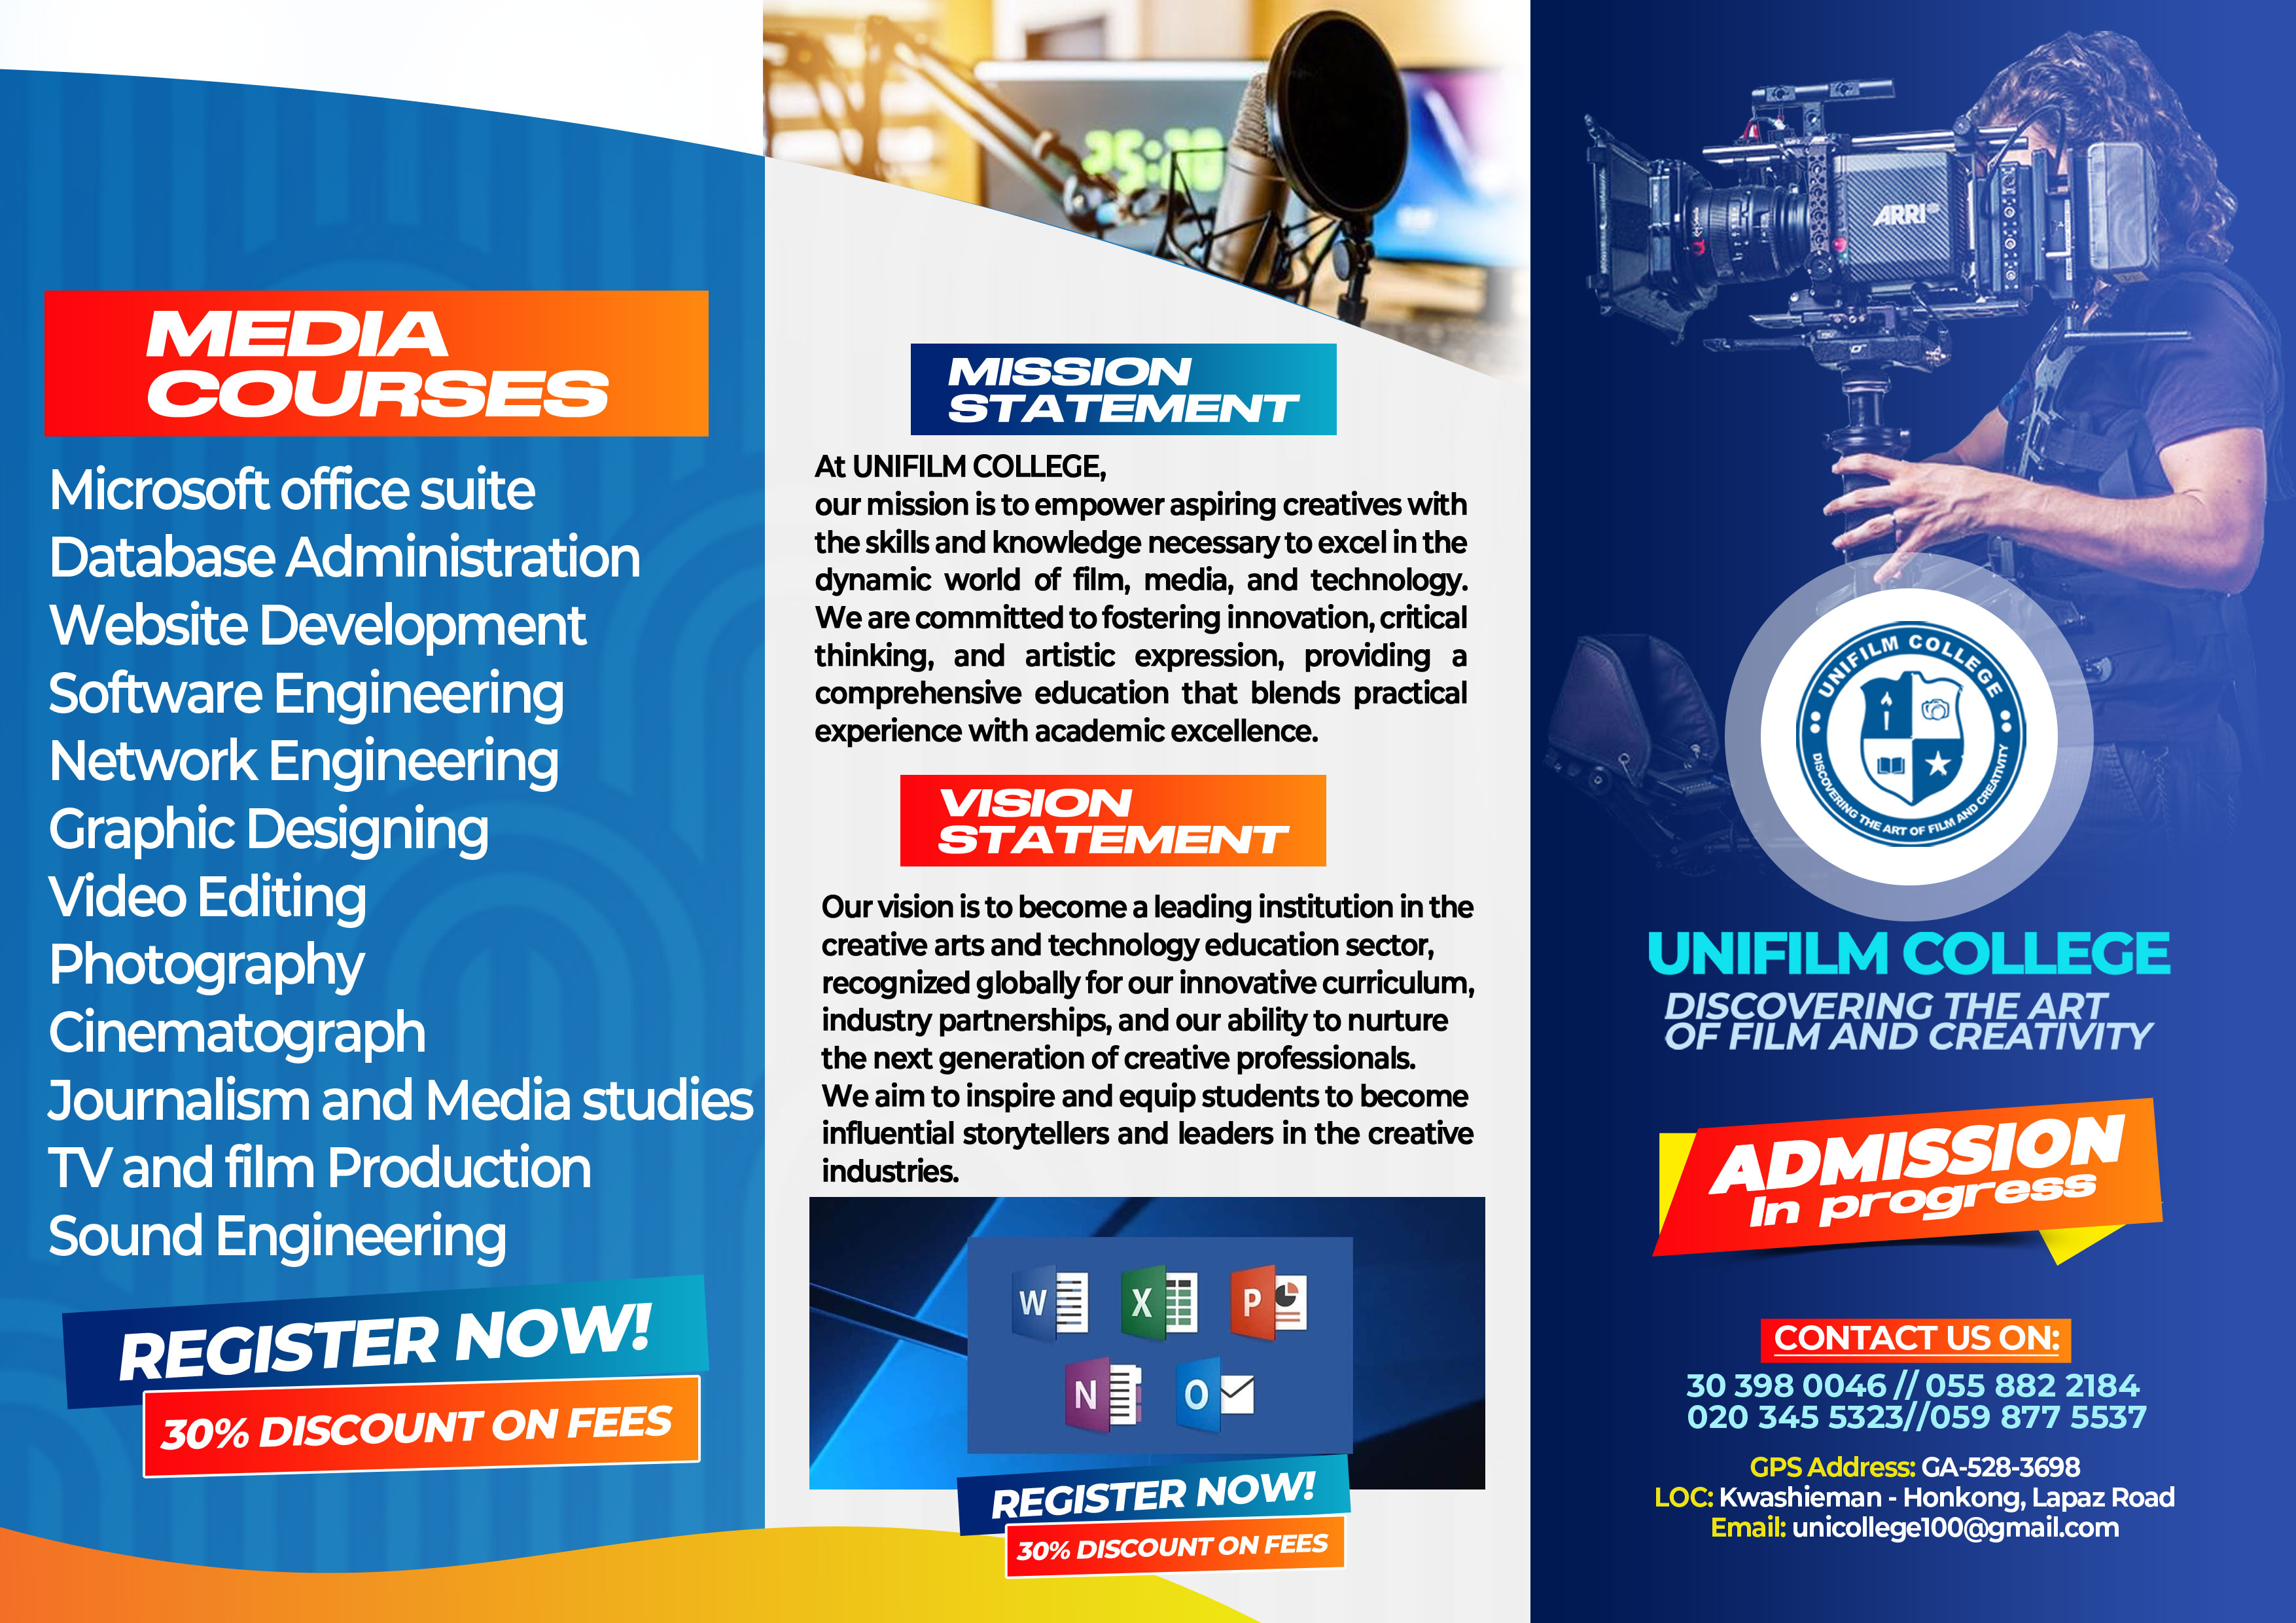 MEDIA
COURSES
Microsoft office suite
Database Administration
Website Development
Software Engineering
Network Engineering
Graphic Designing
Video Editing
Photography
Cinematograph
Journalism and Media studies
TV and film Production
Sound Engineering
REGISTER NOW!
30% DISCOUNT ON FEES
25:30
MISSION
STATEMENT
At UNIFILM COLLEGE,
our mission is to empower aspiring creatives with
the skills and knowledge necessary to excel in the
dynamic world of film, media, and technology.
We are committed to fostering innovation, critical
thinking, and artistic expression, providing a
comprehensive education that blends practical
experience with academic excellence.
VISION
STATEMENT
Our vision is to become a leading institution in the
creative arts and technology education sector,
recognized globally for our innovative curriculum,
industry partnerships, and our ability to nurture
the next generation of creative professionals.
We aim to inspire and equip students to become
influential storytellers and leaders in the creative
industries.
W X P
N O
REGISTER NOW!
30% DISCOUNT ON FEES
ARRI
UNIFILM COLLEGE
DISCOVERING THE ART OF FILM AND CREATIVITY
UNIFILM COLLEGE
DISCOVERING THE ART
OF FILM AND CREATIVITY
ADMISSION
In progress
CONTACT US ON:
30 398 0046 // 055 882 2184
020 345 5323//059 877 5537
GPS Address: GA-528-3698
LOC: Kwashieman - Honkong, Lapaz Road
Email: unicollege100@gmail.com